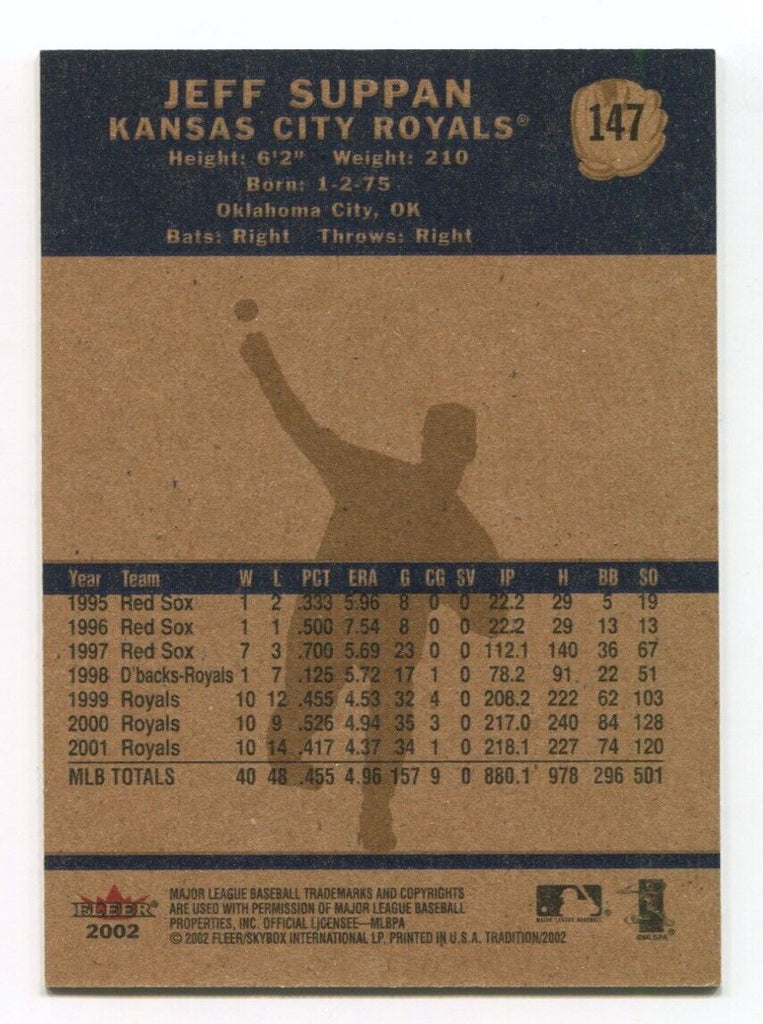 JEFF SUPPAN
KANSAS CITY ROYALS®
147
Height: 6'2" Weight: 210
Born: 1-2-75
Oklahoma City, OK
Bats: Right Throws: Right
Year Team W L PCT ERA G CG SV IP H BB SO
1995 Red Sox 1 2 .333 5.96 8 0 0 22.2 29 5 19
1996 Red Sox 1 1 .500 7.54 8 0 0 22.2 29 13 13
1997 Red Sox 7 3 .700 5.69 23 0 0 112.1 140 36 67
1998 D'backs-Royals 1 7 .125 5.72 17 1 0 78.2 91 22 51
1999 Royals 10 12 .455 4.53 32 4 0 208.2 222 62 103
2000 Royals 10 9 .526 4.94 35 3 0 217.0 240 84 128
2001 Royals 10 14 .417 4.37 34 1 0 218.1 227 74 120
MLB TOTALS 40 48 .455 4.96 157 9 0 880.1 978 296 501
FLEER®
2002
MAJOR LEAGUE BASEBALL TRADEMARKS AND COPYRIGHTS
ARE USED WITH PERMISSION OF MAJOR LEAGUE BASEBALL
PROPERTIES, INC. OFFICIAL LICENSEE—MLBPA
© 2002 FLEER/SKYBOX INTERNATIONAL LP. PRINTED IN U.S.A. TRADITION/2002
MAJOR LEAGUE BASEBALL
©MLBPA